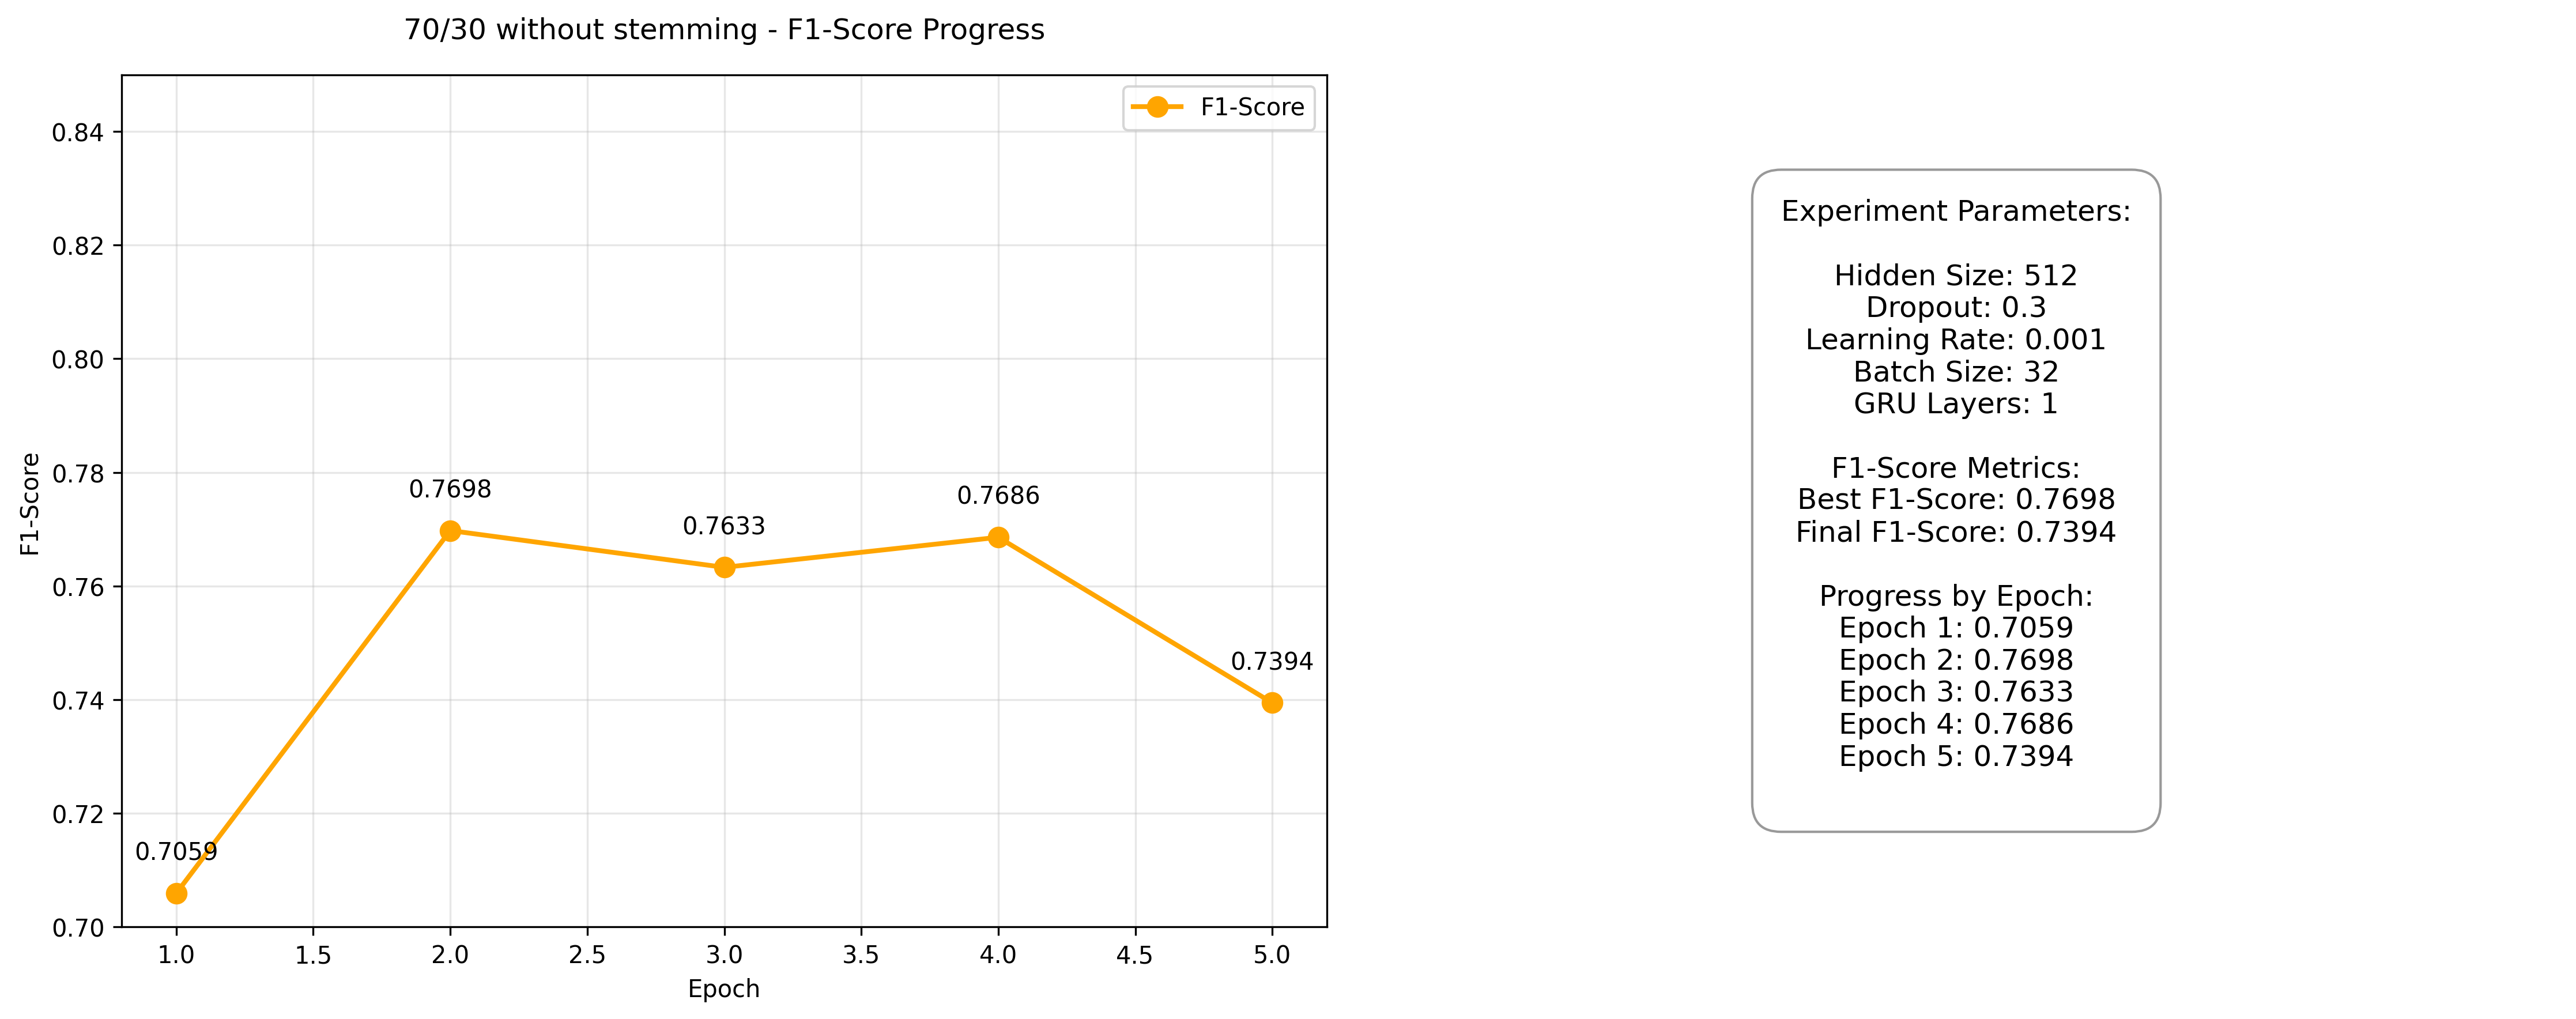 70/30 without stemming - F1-Score Progress
F1-Score
0.84
0.82
0.80
0.78
0.76
0.74
0.72
0.70
F1-Score
0.7059
0.7698
0.7633
0.7686
0.7394
1.0
1.5
2.0
2.5
3.0
3.5
4.0
4.5
5.0
Epoch
Experiment Parameters:
Hidden Size: 512
Dropout: 0.3
Learning Rate: 0.001
Batch Size: 32
GRU Layers: 1
F1-Score Metrics:
Best F1-Score: 0.7698
Final F1-Score: 0.7394
Progress by Epoch:
Epoch 1: 0.7059
Epoch 2: 0.7698
Epoch 3: 0.7633
Epoch 4: 0.7686
Epoch 5: 0.7394